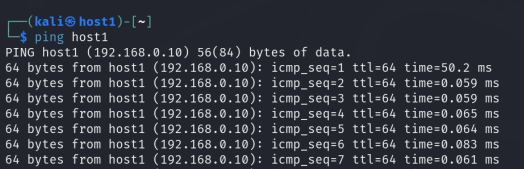 ┌──(kali㉿host1)-[~]
└─$ ping host1
PING host1 (192.168.0.10) 56(84) bytes of data.
64 bytes from host1 (192.168.0.10): icmp_seq=1 ttl=64 time=50.2 ms
64 bytes from host1 (192.168.0.10): icmp_seq=2 ttl=64 time=0.059 ms
64 bytes from host1 (192.168.0.10): icmp_seq=3 ttl=64 time=0.059 ms
64 bytes from host1 (192.168.0.10): icmp_seq=4 ttl=64 time=0.065 ms
64 bytes from host1 (192.168.0.10): icmp_seq=5 ttl=64 time=0.064 ms
64 bytes from host1 (192.168.0.10): icmp_seq=6 ttl=64 time=0.083 ms
64 bytes from host1 (192.168.0.10): icmp_seq=7 ttl=64 time=0.061 ms